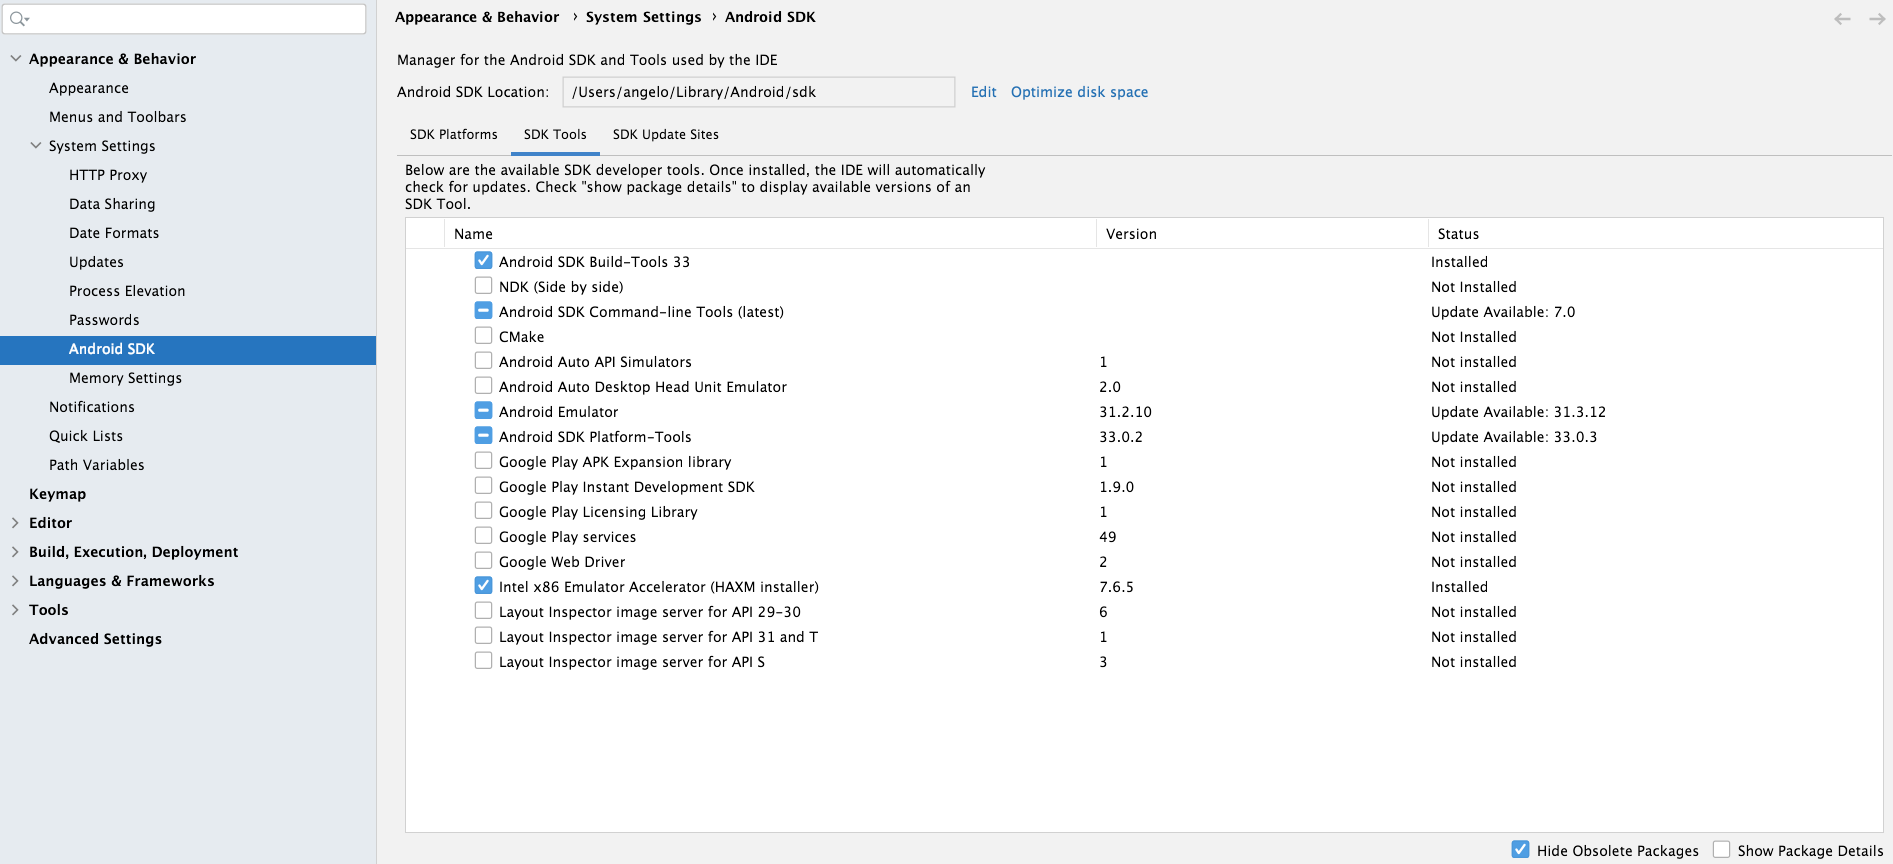 Appearance & Behavior
Appearance
Menus and Toolbars
System Settings
HTTP Proxy
Data Sharing
Date Formats
Updates
Process Elevation
Passwords
Android SDK
Memory Settings
Notifications
Quick Lists
Path Variables
Keymap
Editor
Build, Execution, Deployment
Languages & Frameworks
Tools
Advanced Settings
Appearance & Behavior › System Settings › Android SDK
Manager for the Android SDK and Tools used by the IDE
Android SDK Location: /Users/angelo/Library/Android/sdk Edit Optimize disk space
SDK Platforms SDK Tools SDK Update Sites
Below are the available SDK developer tools. Once installed, the IDE will automatically
check for updates. Check "show package details" to display available versions of an
SDK Tool.
Name Version Status
Android SDK Build-Tools 33 Installed
NDK (Side by side) Not Installed
Android SDK Command-line Tools (latest) Update Available: 7.0
CMake Not Installed
Android Auto API Simulators 1 Not installed
Android Auto Desktop Head Unit Emulator 2.0 Not installed
Android Emulator 31.2.10 Update Available: 31.3.12
Android SDK Platform-Tools 33.0.2 Update Available: 33.0.3
Google Play APK Expansion library 1 Not installed
Google Play Instant Development SDK 1.9.0 Not installed
Google Play Licensing Library 1 Not installed
Google Play services 49 Not installed
Google Web Driver 2 Not installed
Intel x86 Emulator Accelerator (HAXM installer) 7.6.5 Installed
Layout Inspector image server for API 29-30 6 Not installed
Layout Inspector image server for API 31 and T 1 Not installed
Layout Inspector image server for API S 3 Not installed
Hide Obsolete Packages Show Package Details